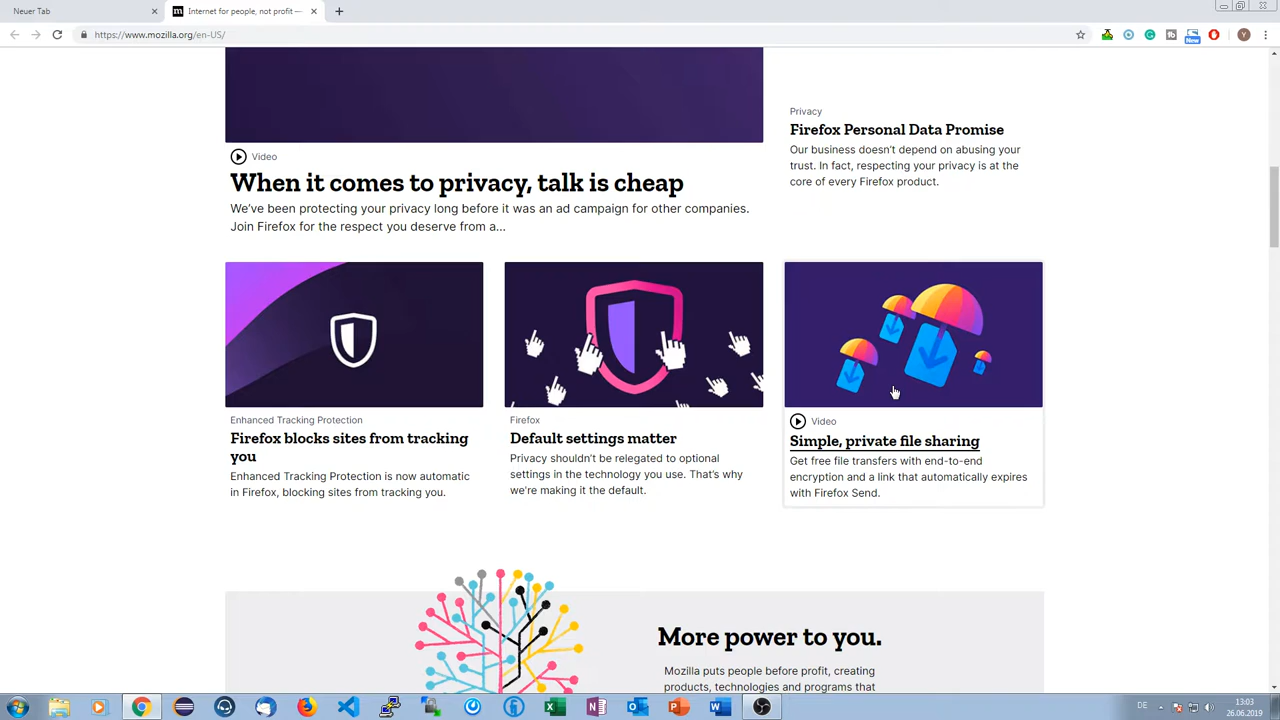 Neuer Tab
m Internet for people, not profit —
https://www.mozilla.org/en-US/
New
Y
Video
When it comes to privacy, talk is cheap
We've been protecting your privacy long before it was an ad campaign for other companies.
Join Firefox for the respect you deserve from a...
Privacy
Firefox Personal Data Promise
Our business doesn't depend on abusing your
trust. In fact, respecting your privacy is at the
core of every Firefox product.
Enhanced Tracking Protection
Firefox blocks sites from tracking
you
Enhanced Tracking Protection is now automatic
in Firefox, blocking sites from tracking you.
Firefox
Default settings matter
Privacy shouldn't be relegated to optional
settings in the technology you use. That's why
we're making it the default.
Video
Simple, private file sharing
Get free file transfers with end-to-end
encryption and a link that automatically expires
with Firefox Send.
More power to you.
Mozilla puts people before profit, creating
products, technologies and programs that
DE
13:03
26.06.2019